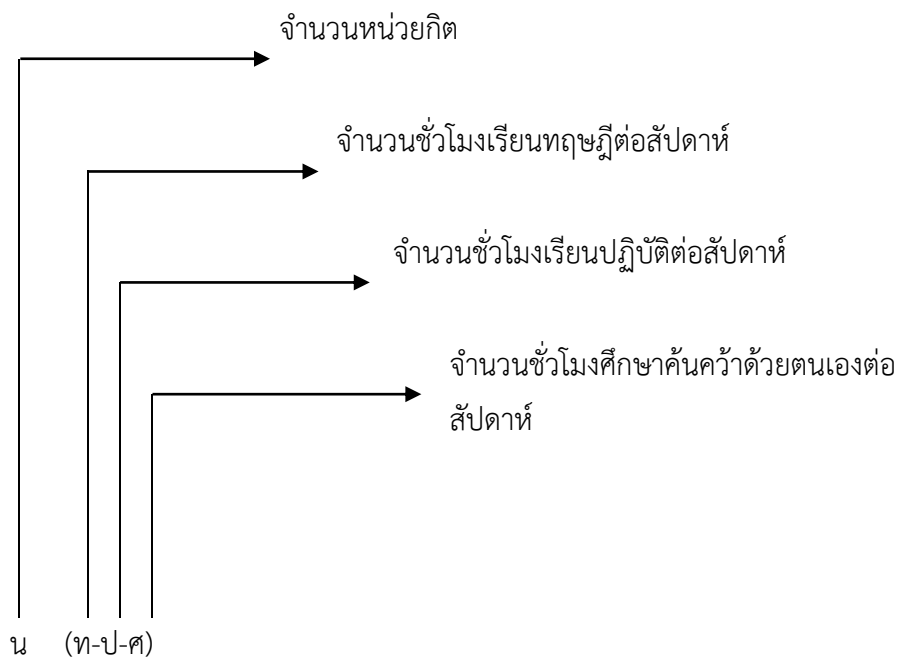 จำนวนหน่วยกิต
จำนวนชั่วโมงเรียนทฤษฎีต่อสัปดาห์
จำนวนชั่วโมงเรียนปฏิบัติต่อสัปดาห์
จำนวนชั่วโมงศึกษาค้นคว้าด้วยตนเองต่อ
สัปดาห์
น (ท-ป-ศ)